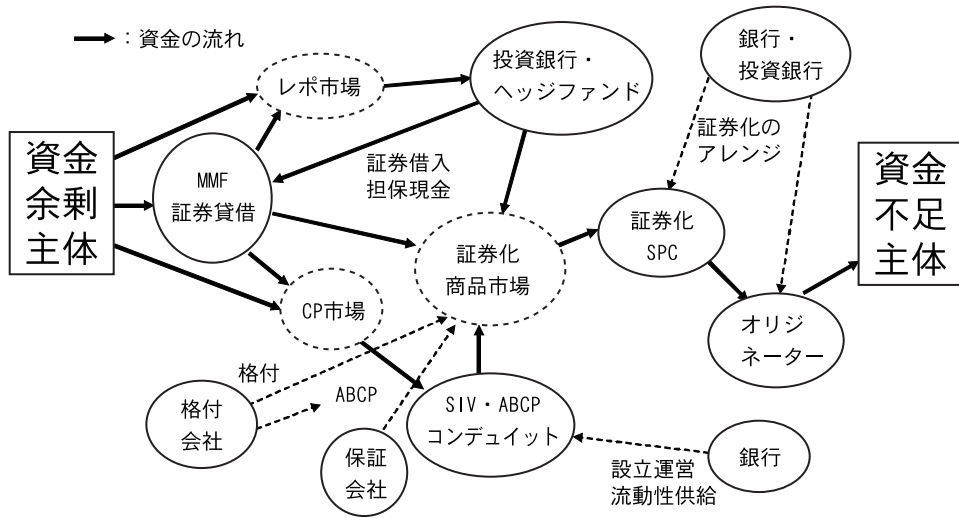 ：資金の流れ
レポ市場
投資銀行・
ヘッジファンド
銀行・
投資銀行
証券化の
アレンジ
資金
余剰
主体
MMF
証券貸借
証券借入
担保現金
資金
不足
主体
証券化
商品市場
証券化
SPC
CP市場
オリジ
ネーター
格付
ABCP
格付
会社
SIV・ABCP
コンデュイット
保証
会社
設立運営
流動性供給
銀行